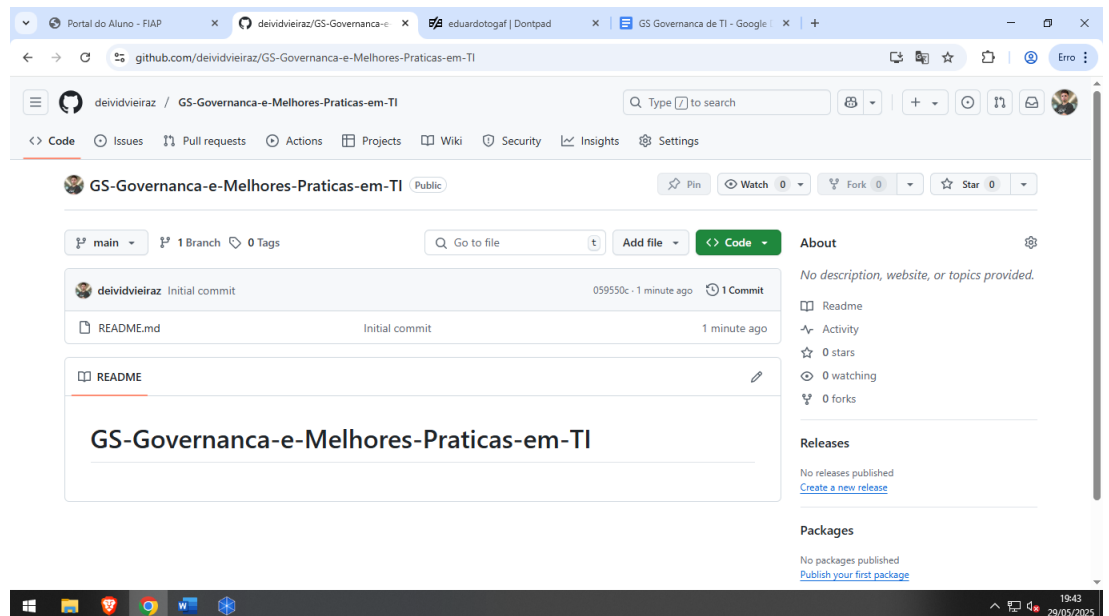 Portal do Aluno - FIAP
deividvieiraz/GS-Governanca-e
eduardotogaf | Dontpad
GS Governanca de TI - Google
github.com/deividvieiraz/GS-Governanca-e-Melhores-Praticas-em-TI
Erro
deividvieiraz / GS-Governanca-e-Melhores-Praticas-em-TI
Type / to search
Code Issues Pull requests Actions Projects Wiki Security Insights Settings
GS-Governanca-e-Melhores-Praticas-em-TI Public
Pin Watch 0 Fork 0 Star 0
main 1 Branch 0 Tags
Go to file t Add file Code
deividvieiraz Initial commit 059550c · 1 minute ago 1 Commit
README.md Initial commit 1 minute ago
README
GS-Governanca-e-Melhores-Praticas-em-TI
About
No description, website, or topics provided.
Readme
Activity
0 stars
0 watching
0 forks
Releases
No releases published
Create a new release
Packages
No packages published
Publish your first package
19:43
29/05/2025